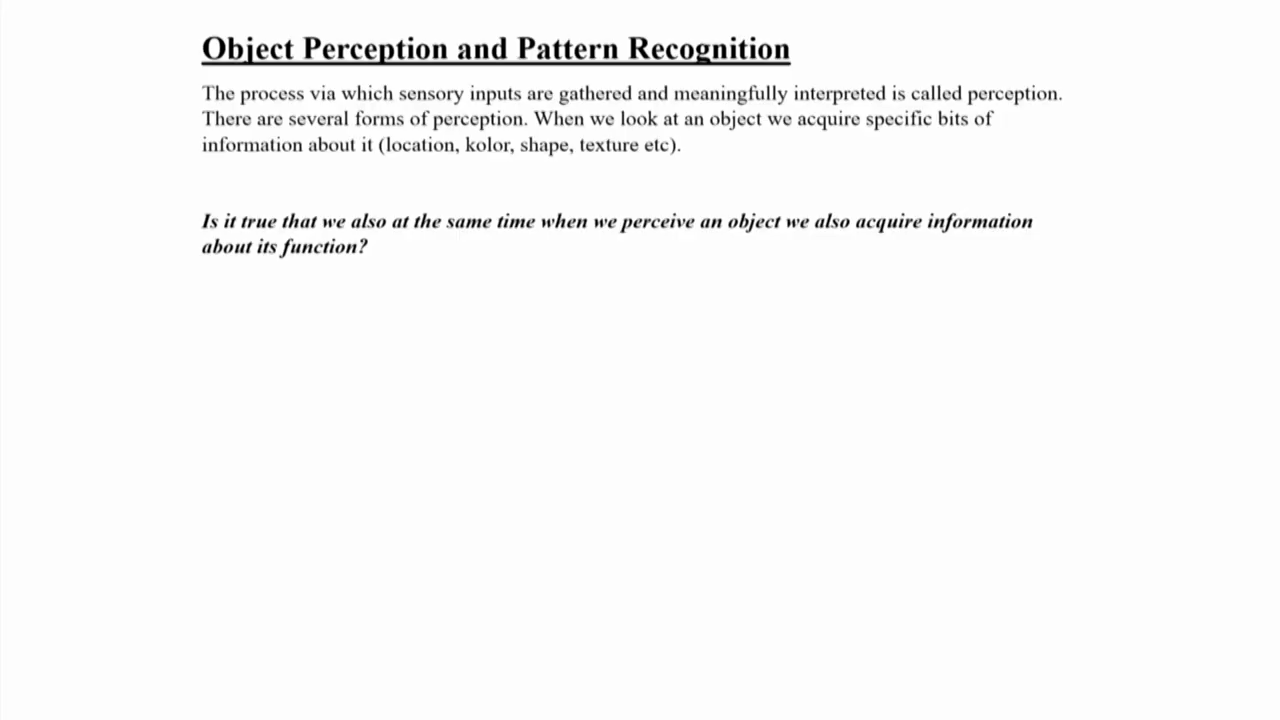 Object Perception and Pattern Recognition
The process via which sensory inputs are gathered and meaningfully interpreted is called perception.
There are several forms of perception. When we look at an object we acquire specific bits of
information about it (location, kolor, shape, texture etc).
Is it true that we also at the same time when we perceive an object we also acquire information
about its function?